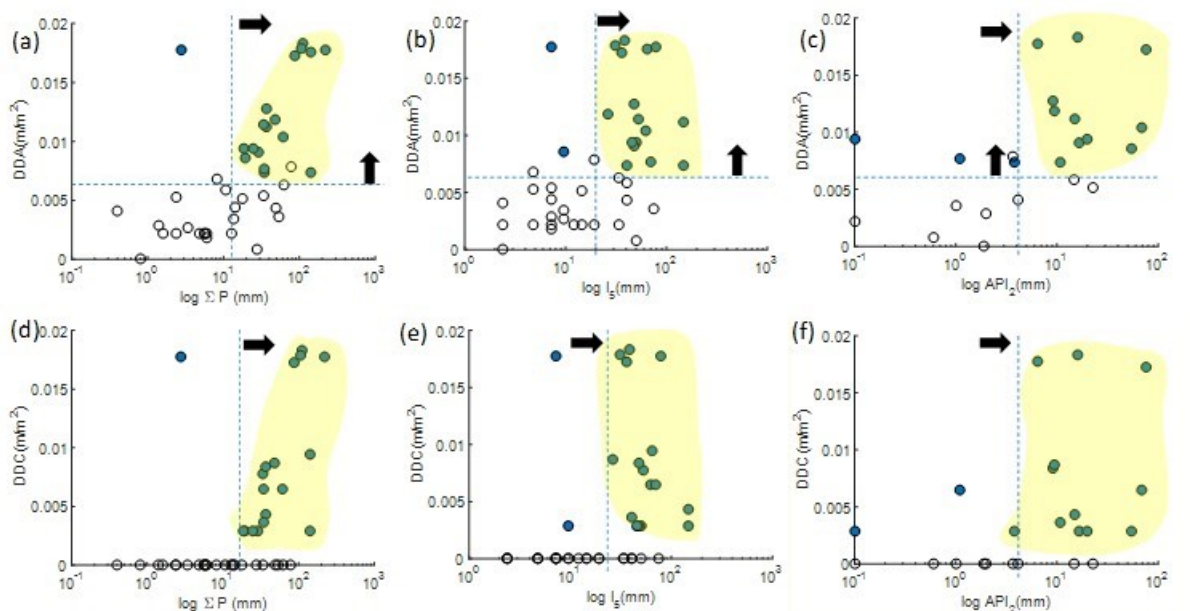 (a)
DDA(m/m²)
0.02
0.015
0.01
0.005
0
10⁻¹ 10⁰ 10¹ 10² 10³
log Σ P (mm)
(b)
DDA(m/m²)
0.02
0.015
0.01
0.005
0
10⁰ 10¹ 10² 10³
log I₅(mm)
(c)
DDA(m/m²)
0.02
0.015
0.01
0.005
0
10⁻¹ 10⁰ 10¹ 10²
log API₂(mm)
(d)
DDC(m/m²)
0.02
0.015
0.01
0.005
0
10⁻¹ 10⁰ 10¹ 10² 10³
log Σ P (mm)
(e)
DDC(m/m²)
0.02
0.015
0.01
0.005
0
10⁰ 10¹ 10² 10³
log I₅(mm)
(f)
DDC(m/m²)
0.02
0.015
0.01
0.005
0
10⁻¹ 10⁰ 10¹ 10²
log API₂(mm)